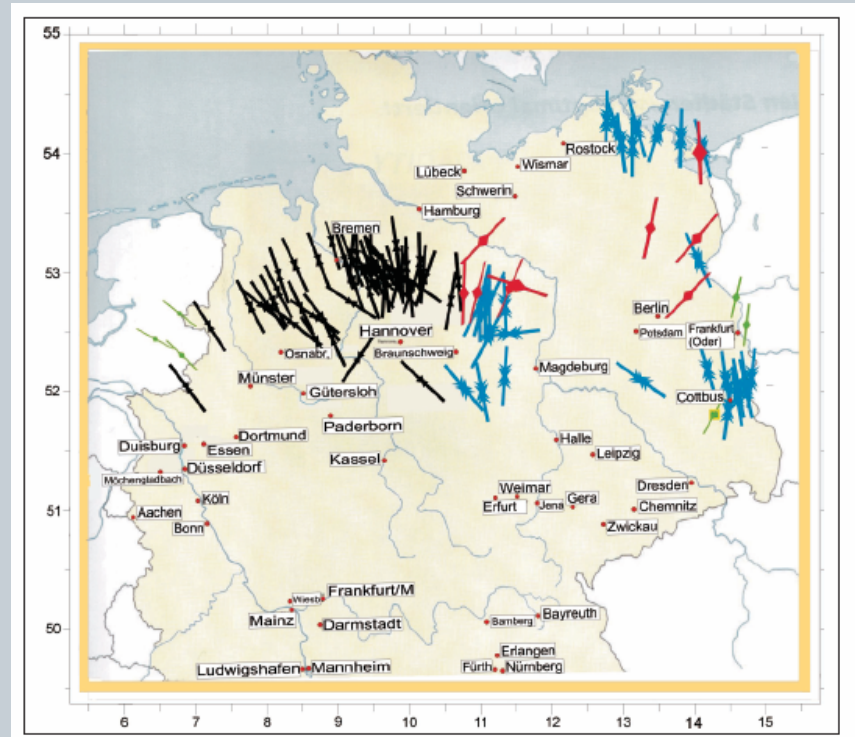 55
54
Rostock
Wismar
Lübeck
Schwerin
Hamburg
Bremen
53
Berlin
Hannover
Potsdam
Frankfurt
(Oder)
Osnabr.
Braunschweig
52
Magdeburg
Münster
Gütersloh
Cottbus
Paderborn
Duisburg
Dortmund
Essen
Halle
Kassel
Leipzig
Düsseldorf
Möchengladbach
Weimar
Dresden
Köln
Erfurt
Jena
Gera
Chemnitz
51
Aachen
Bonn
Zwickau
Frankfurt/M
Wiesb
Mainz
Darmstadt
Bamberg
Bayreuth
50
Erlangen
Ludwigshafen
Mannheim
Fürth
Nürnberg
6 7 8 9 10 11 12 13 14 15